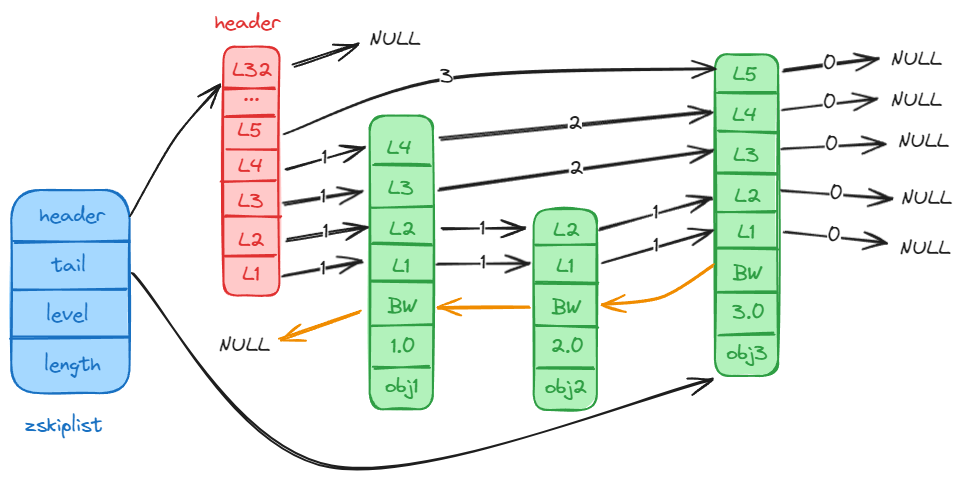 header
L32
...
L5
L4
L3
L2
L1
NULL
3
1
1
1
1
header
tail
level
length
zskiplist
NULL
L4
L3
L2
L1
BW
1.0
obj1
2
2
1
1
L2
L1
BW
2.0
obj2
1
1
L5
L4
L3
L2
L1
BW
3.0
obj3
0
NULL
0
NULL
0
NULL
0
NULL
0
NULL